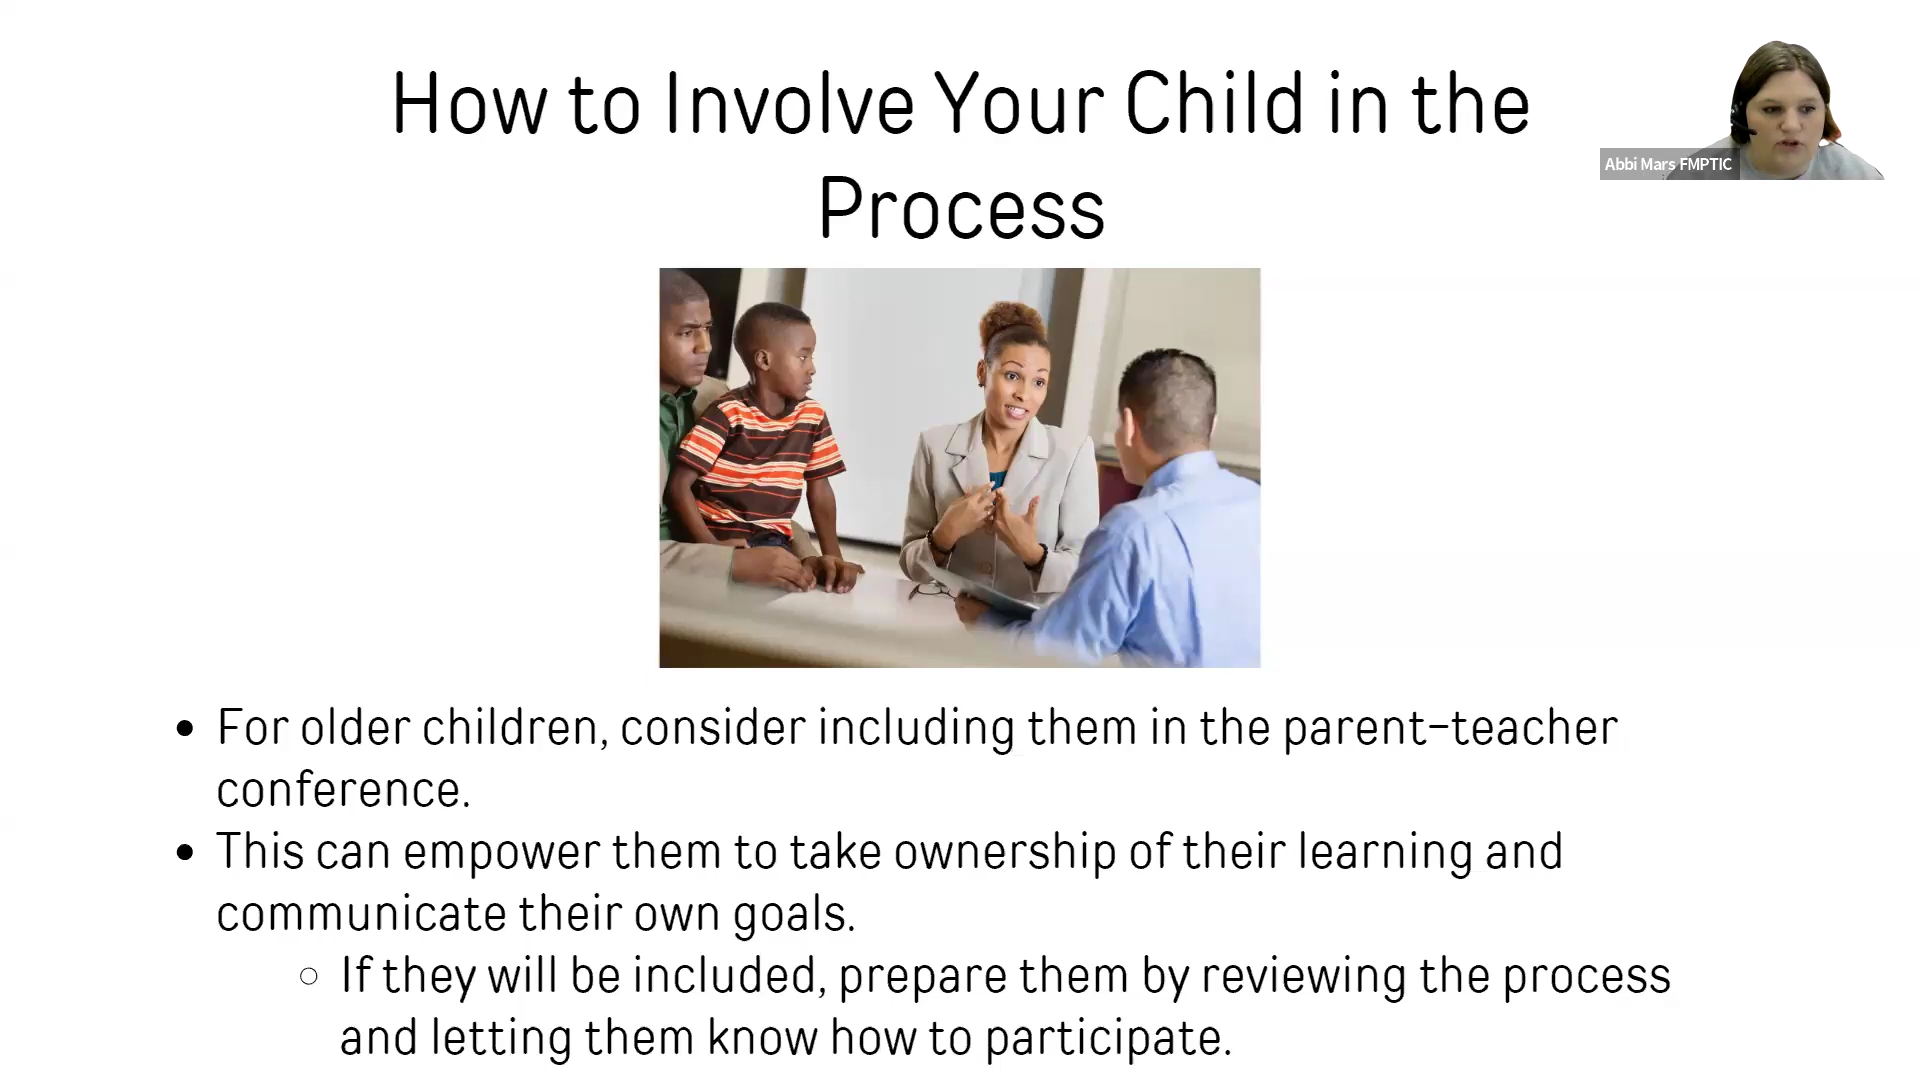 How to Involve Your Child in the
Process
Abbi Mars FMPTIC
• For older children, consider including them in the parent-teacher
conference.
• This can empower them to take ownership of their learning and
communicate their own goals.
○ If they will be included, prepare them by reviewing the process
and letting them know how to participate.